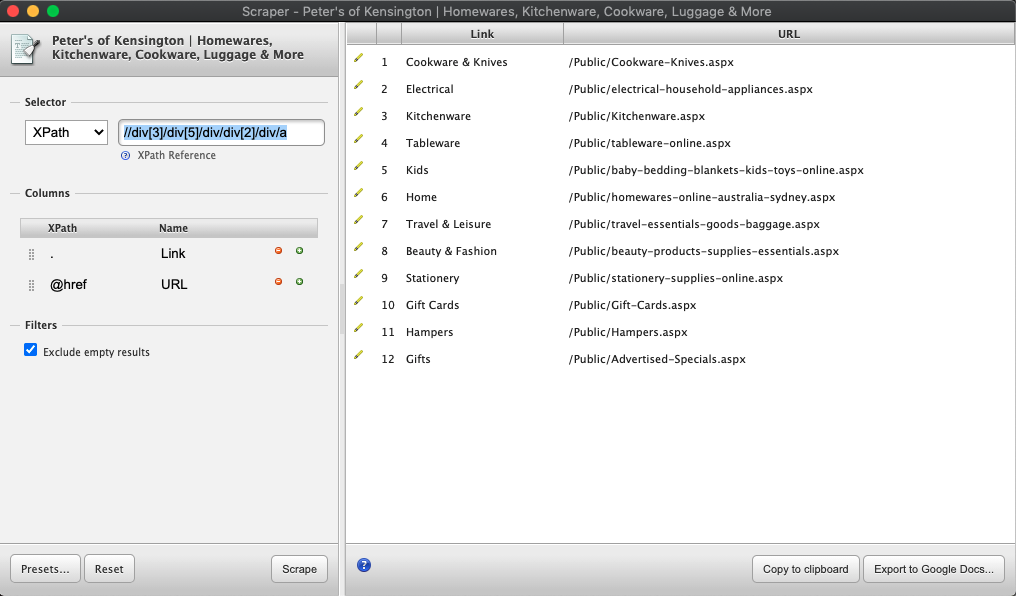 Scraper - Peter's of Kensington | Homewares, Kitchenware, Cookware, Luggage & More
Peter's of Kensington | Homewares,
Kitchenware, Cookware, Luggage & More
Selector
XPath
//div[3]/div[5]/div/div[2]/div/a
? XPath Reference
Columns
XPath Name
. Link
@href URL
Filters
Exclude empty results
Presets... Reset Scrape
Link URL
1 Cookware & Knives /Public/Cookware-Knives.aspx
2 Electrical /Public/electrical-household-appliances.aspx
3 Kitchenware /Public/Kitchenware.aspx
4 Tableware /Public/tableware-online.aspx
5 Kids /Public/baby-bedding-blankets-kids-toys-online.aspx
6 Home /Public/homewares-online-australia-sydney.aspx
7 Travel & Leisure /Public/travel-essentials-goods-baggage.aspx
8 Beauty & Fashion /Public/beauty-products-supplies-essentials.aspx
9 Stationery /Public/stationery-supplies-online.aspx
10 Gift Cards /Public/Gift-Cards.aspx
11 Hampers /Public/Hampers.aspx
12 Gifts /Public/Advertised-Specials.aspx
? Copy to clipboard Export to Google Docs...